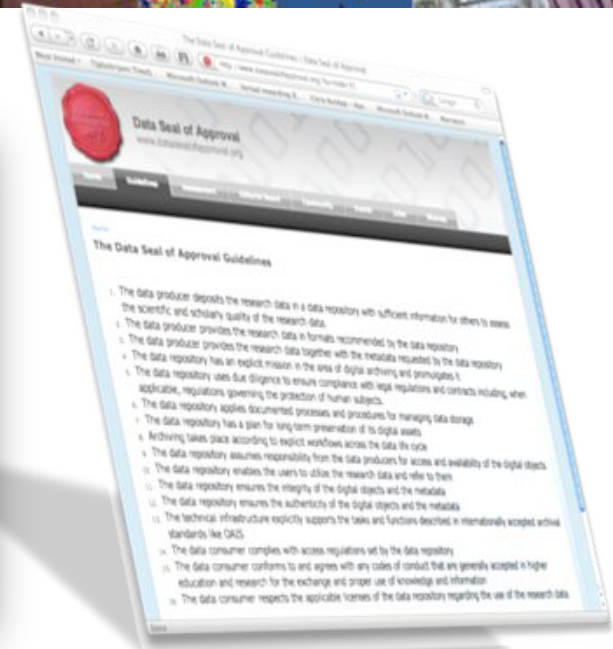 The Data Seal of Approval Guidelines | Data Seal of Approval
Data Seal of Approval
www.datasealofapproval.org
Home Guidelines Assessment Editorial Board Community
The Data Seal of Approval Guidelines
1. The data producer deposits the research data in a data repository with sufficient information for others to assess
the scientific and scholarly quality of the research data.
2. The data producer provides the research data in formats recommended by the data repository
3. The data producer provides the research data together with the metadata requested by the data repository
4. The data repository has an explicit mission in the area of digital archiving and promulgates it
5. The data repository uses due diligence to ensure compliance with legal regulations and contracts including, when
applicable, regulations governing the protection of human subjects.
6. The data repository applies documented processes and procedures for managing data storage
7. The data repository has a plan for long-term preservation of its digital assets
8. Archiving takes place according to explicit workflows across the data life cycle
9. The data repository assumes responsibility from the data producers for access and availability of the digital objects
10. The data repository enables the users to utilize the research data and refer to them
11. The data repository ensures the integrity of the digital objects and the metadata
12. The data repository ensures the authenticity of the digital objects and the metadata
13. The technical infrastructure explicitly supports the tasks and functions described in internationally accepted archival
standards like OAIS
14. The data consumer complies with access regulations set by the data repository
15. The data consumer conforms to and agrees with any codes of conduct that are generally accepted in higher
education and research for the exchange and proper use of knowledge and information
16. The data consumer respects the applicable licenses of the data repository regarding the use of the research data